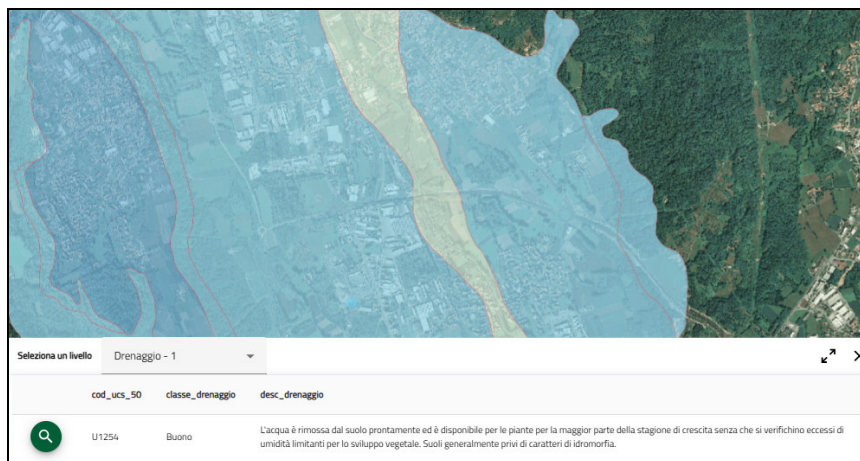 Seleziona un livello Drenaggio - 1
cod_ucs_50 classe_drenaggio desc_drenaggio
U1254 Buono L'acqua è rimossa dal suolo prontamente ed è disponibile per le piante per la maggior parte della stagione di crescita senza che si verifichino eccessi di
umidità limitanti per lo sviluppo vegetale. Suoli generalmente privi di caratteri di idromorfia.